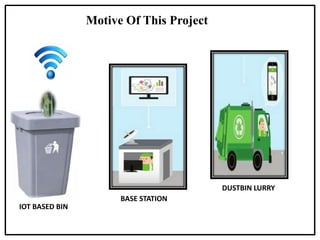 Motive Of This Project
DUSTBIN LURRY
BASE STATION
IOT BASED BIN